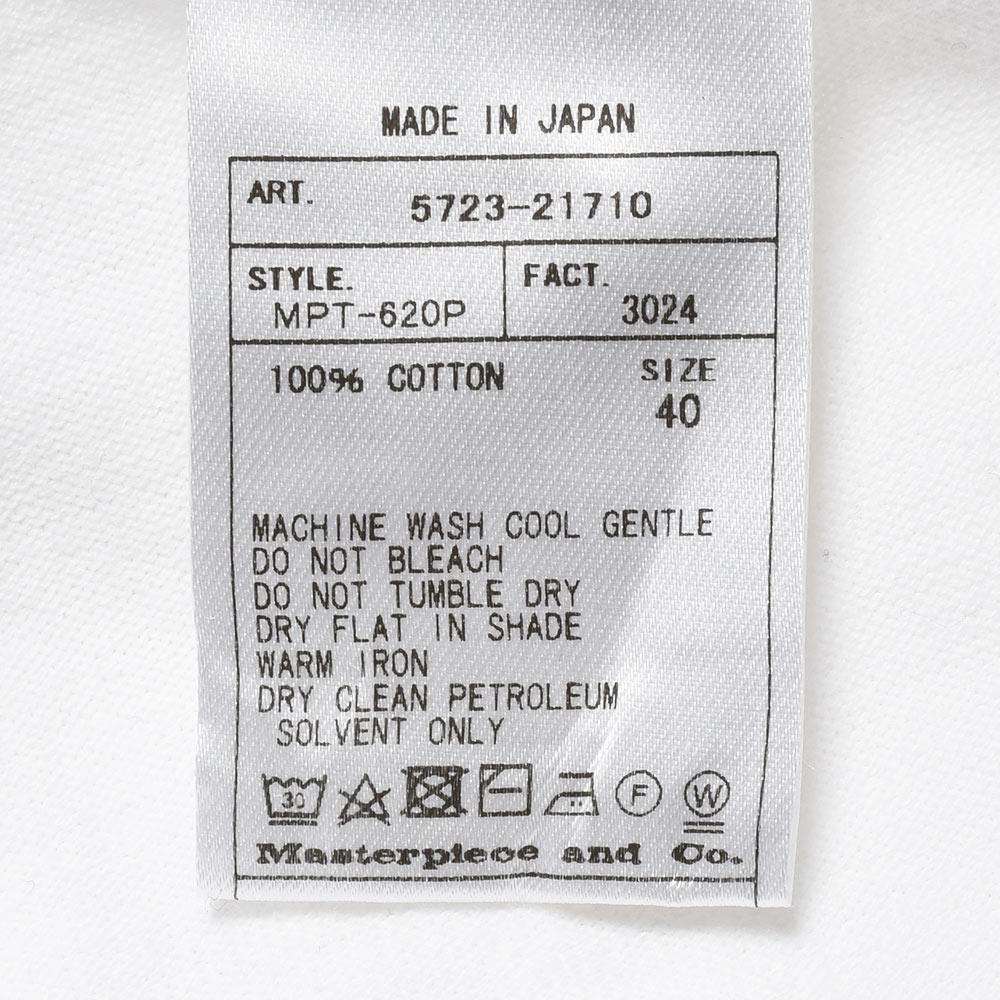 MADE IN JAPAN
ART. 5723-21710
STYLE. FACT.
MPT-620P 3024
100% COTTON SIZE
40
MACHINE WASH COOL GENTLE
DO NOT BLEACH
DO NOT TUMBLE DRY
DRY FLAT IN SHADE
WARM IRON
DRY CLEAN PETROLEUM
SOLVENT ONLY
30 F W
Masterpiece and Co.